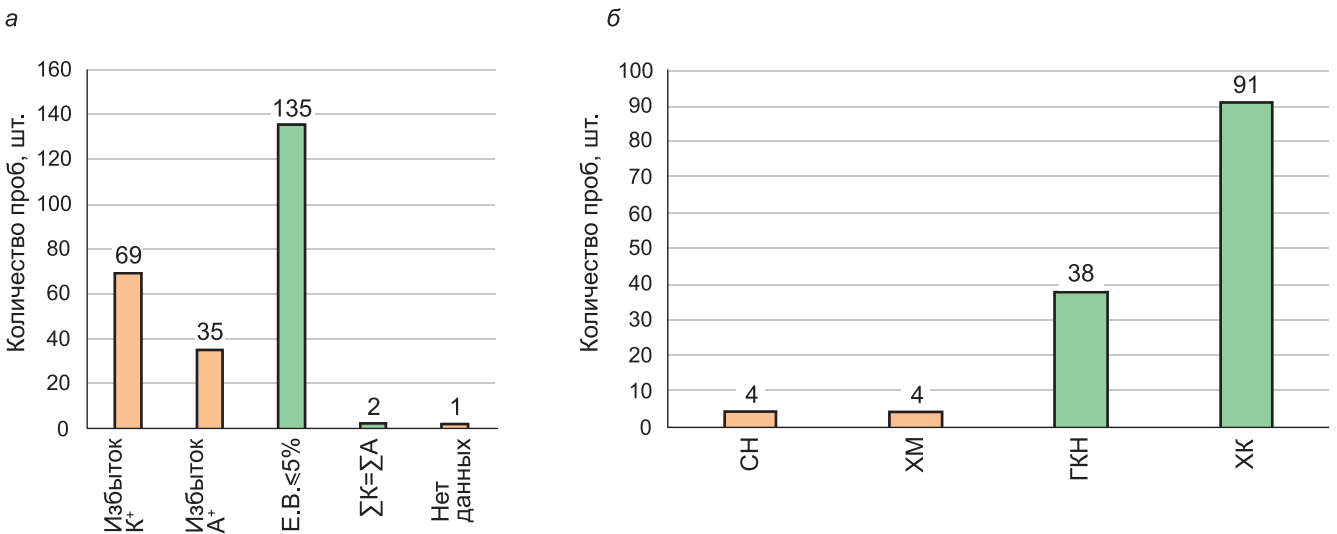 а
Количество проб, шт.
160
140
120
100
80
60
40
20
0
69
35
135
2
1
Избыток
К⁺
Избыток
А⁺
Е.В.⩽5%
∑К=∑А
Нет
данных
б
Количество проб, шт.
100
90
80
70
60
50
40
30
20
10
0
4
4
38
91
СН
ХМ
ГКН
ХК